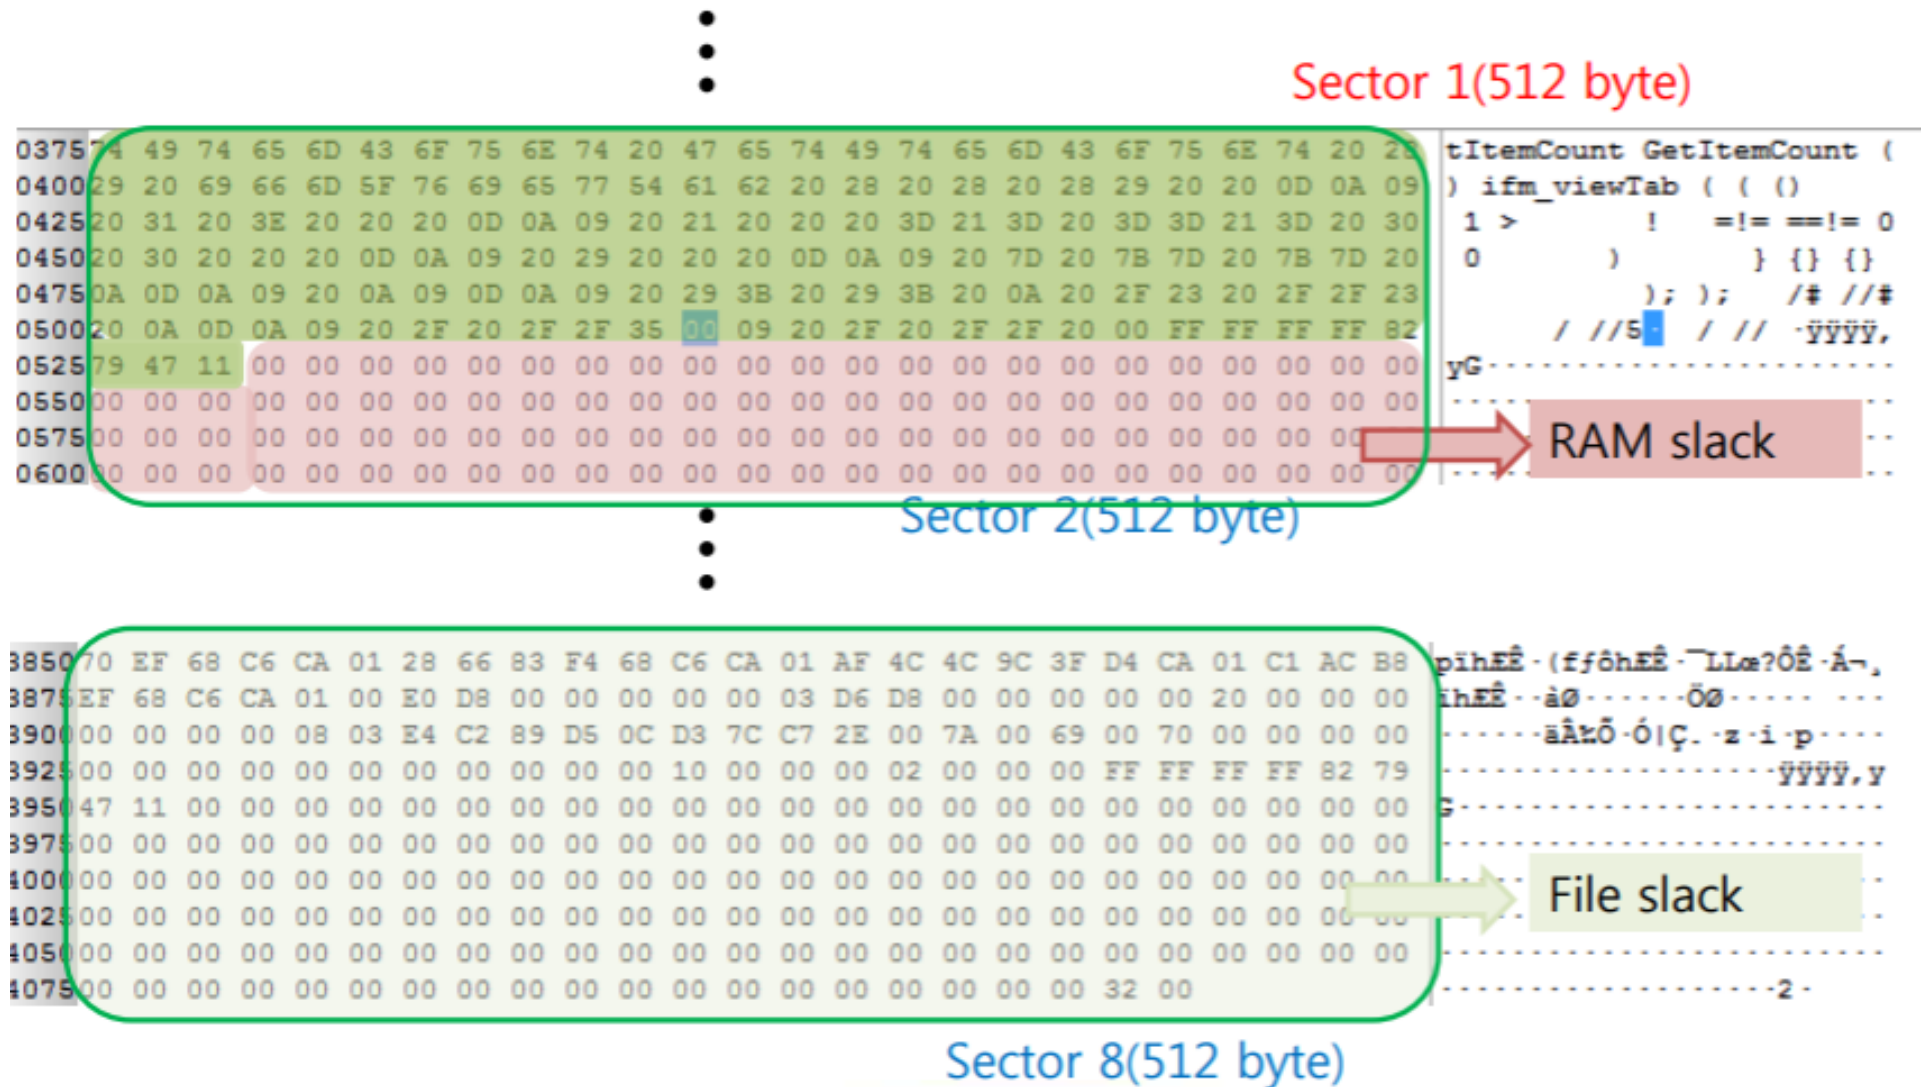 Sector 1(512 byte)
0375 74 49 74 65 6D 43 6F 75 6E 74 20 47 65 74 49 74 65 6D 43 6F 75 6E 74 20 28 tItemCount GetItemCount (
0400 29 20 69 66 6D 5F 76 69 65 77 54 61 62 20 28 20 28 20 28 29 20 20 0D 0A 09 ) ifm_viewTab ( ( ()
0425 20 31 20 3E 20 20 20 0D 0A 09 20 21 20 20 20 3D 21 3D 20 3D 3D 21 3D 20 30 1 > ! =!= ==!= 0
0450 20 30 20 20 20 0D 0A 09 20 29 20 20 20 0D 0A 09 20 7D 20 7B 7D 20 7B 7D 20 0 ) } {} {}
0475 0A 0D 0A 09 20 0A 09 0D 0A 09 20 29 3B 20 29 3B 20 0A 20 2F 23 20 2F 2F 23 ); ); /# //#
0500 20 0A 0D 0A 09 20 2F 20 2F 2F 35 00 09 20 2F 20 2F 2F 20 00 FF FF FF FF 82 / //5· / // ·ÿÿÿÿ‚
0525 79 47 11 00 00 00 00 00 00 00 00 00 00 00 00 00 00 00 00 00 00 00 00 00 00 yG·······················
0550 00 00 00 00 00 00 00 00 00 00 00 00 00 00 00 00 00 00 00 00 00 00 00 00 00
0575 00 00 00 00 00 00 00 00 00 00 00 00 00 00 00 00 00 00 00 00 00 00 00 00 00
RAM slack
0600 00 00 00 00 00 00 00 00 00 00 00 00 00 00 00 00 00 00 00 00 00 00 00 00 00
Sector 2(512 byte)
3850 70 EF 68 C6 CA 01 28 66 83 F4 68 C6 CA 01 AF 4C 4C 9C 3F D4 CA 01 C1 AC B8 pïhÆÊ·(fƒôhÆÊ·¯LLœ?ÔÊ·Á¬¸
3875 EF 68 C6 CA 01 00 E0 D8 00 00 00 00 00 03 D6 D8 00 00 00 00 00 20 00 00 00 ïhÆÊ··àØ······ÖØ····· ···
3900 00 00 00 00 08 03 E4 C2 89 D5 0C D3 7C C7 2E 00 7A 00 69 00 70 00 00 00 00 ······äÂ‰Õ·Ó|Ç.·z·i·p····
3925 00 00 00 00 00 00 00 00 00 00 00 10 00 00 00 02 00 00 00 FF FF FF FF 82 79 ···················ÿÿÿÿ‚y
3950 47 11 00 00 00 00 00 00 00 00 00 00 00 00 00 00 00 00 00 00 00 00 00 00 00 G························
3975 00 00 00 00 00 00 00 00 00 00 00 00 00 00 00 00 00 00 00 00 00 00 00 00 00 ·························
4000 00 00 00 00 00 00 00 00 00 00 00 00 00 00 00 00 00 00 00 00 00 00 00 00 00
File slack
4025 00 00 00 00 00 00 00 00 00 00 00 00 00 00 00 00 00 00 00 00 00 00 00 00 00
4050 00 00 00 00 00 00 00 00 00 00 00 00 00 00 00 00 00 00 00 00 00 00 00 00 00 ·························
4075 00 00 00 00 00 00 00 00 00 00 00 00 00 00 00 00 00 00 00 32 00 ···················2·
Sector 8(512 byte)